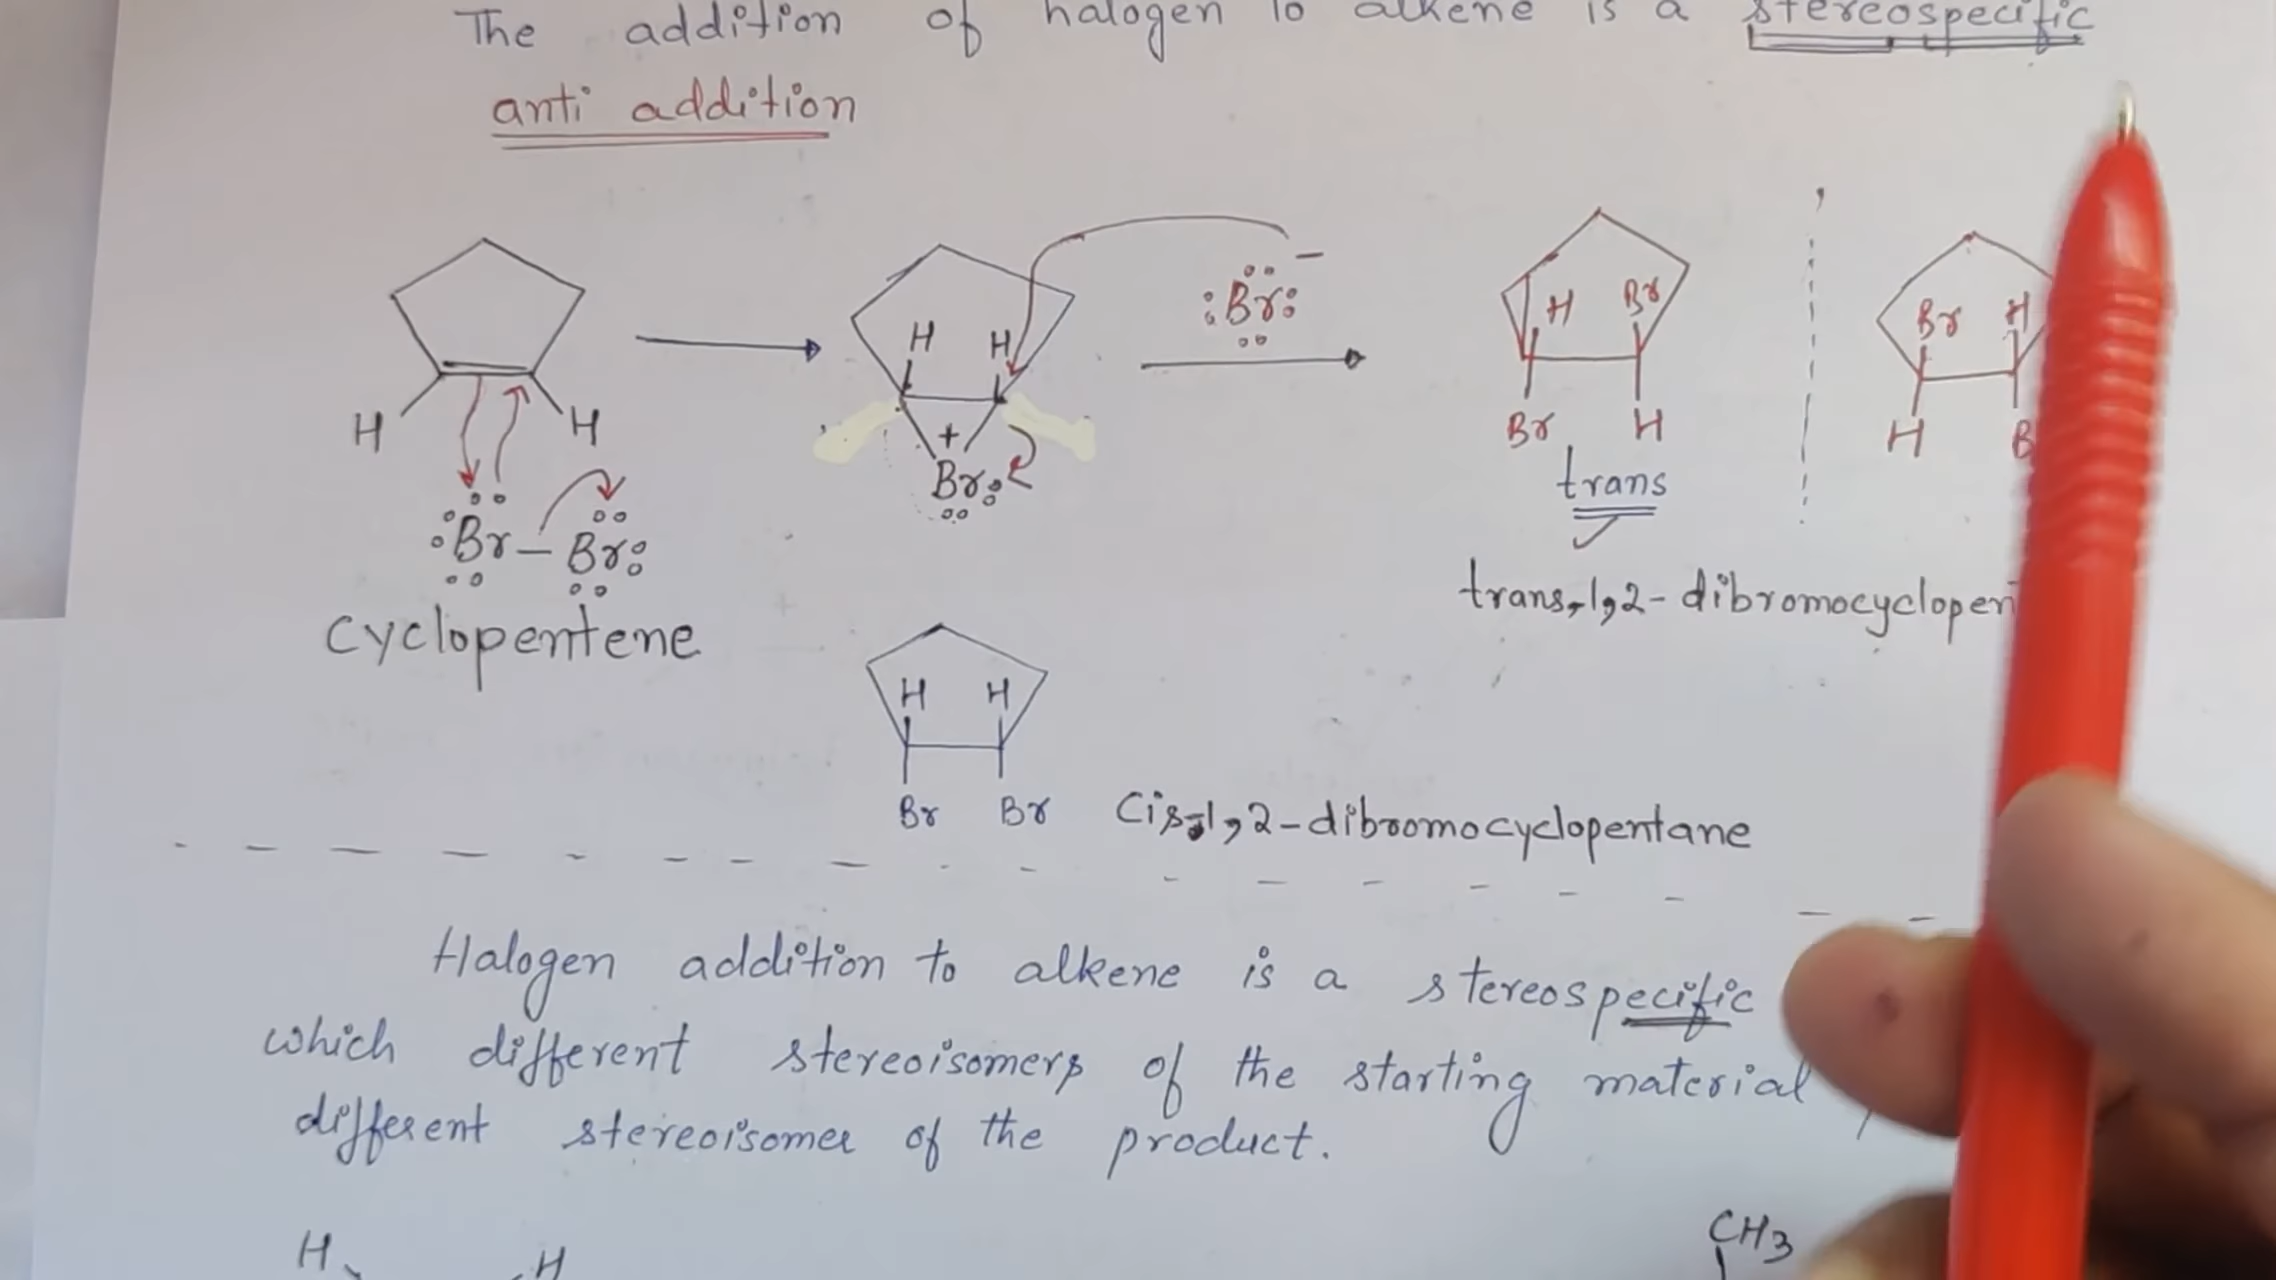 The addition of halogen to alkene is a stereospecific
anti addition
H H Br
H H
Br Br H
H Br
+
Br
Br H
H
trans
Br – Br
trans-1,2-dibromocyclopen
cyclopentene
H H
Br Br
Cis-1,2-dibromocyclopentane
Halogen addition to alkene is a stereospecific
which different stereoisomers of the starting material
different stereoisomer of the product.
CH3
H H